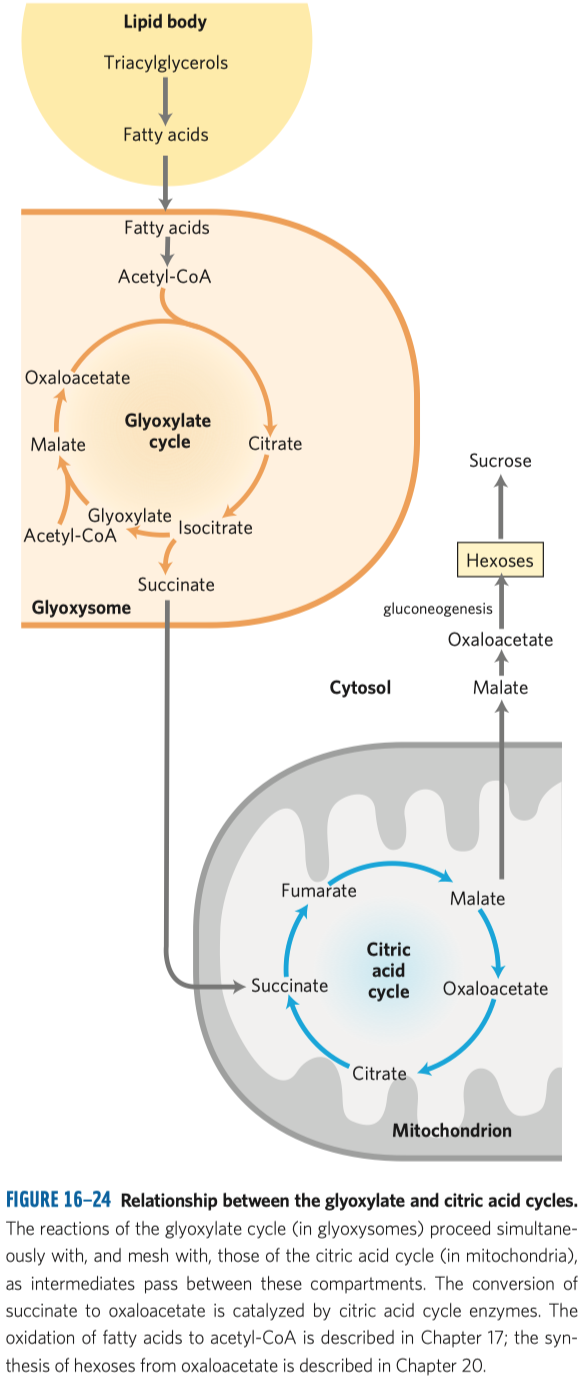 Lipid body
Triacylglycerols
Fatty acids
Fatty acids
Acetyl-CoA
Oxaloacetate
Glyoxylate
cycle
Malate
Citrate
Glyoxylate
Isocitrate
Acetyl-CoA
Succinate
Glyoxysome
Sucrose
Hexoses
gluconeogenesis
Oxaloacetate
Cytosol
Malate
Fumarate
Malate
Citric
acid
cycle
Succinate
Oxaloacetate
Citrate
Mitochondrion
FIGURE 16–24 Relationship between the glyoxylate and citric acid cycles.
The reactions of the glyoxylate cycle (in glyoxysomes) proceed simultane-
ously with, and mesh with, those of the citric acid cycle (in mitochondria),
as intermediates pass between these compartments. The conversion of
succinate to oxaloacetate is catalyzed by citric acid cycle enzymes. The
oxidation of fatty acids to acetyl-CoA is described in Chapter 17; the syn-
thesis of hexoses from oxaloacetate is described in Chapter 20.